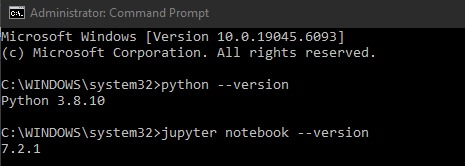 Administrator: Command Prompt
Microsoft Windows [Version 10.0.19045.6093]
(c) Microsoft Corporation. All rights reserved.
C:\WINDOWS\system32>python --version
Python 3.8.10
C:\WINDOWS\system32>jupyter notebook --version
7.2.1